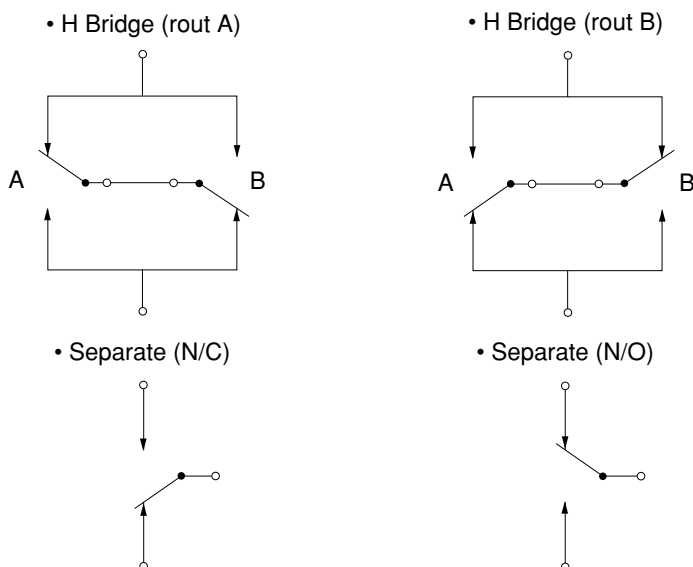 • H Bridge (rout A)
• H Bridge (rout B)
A
B
A
B
• Separate (N/C)
• Separate (N/O)